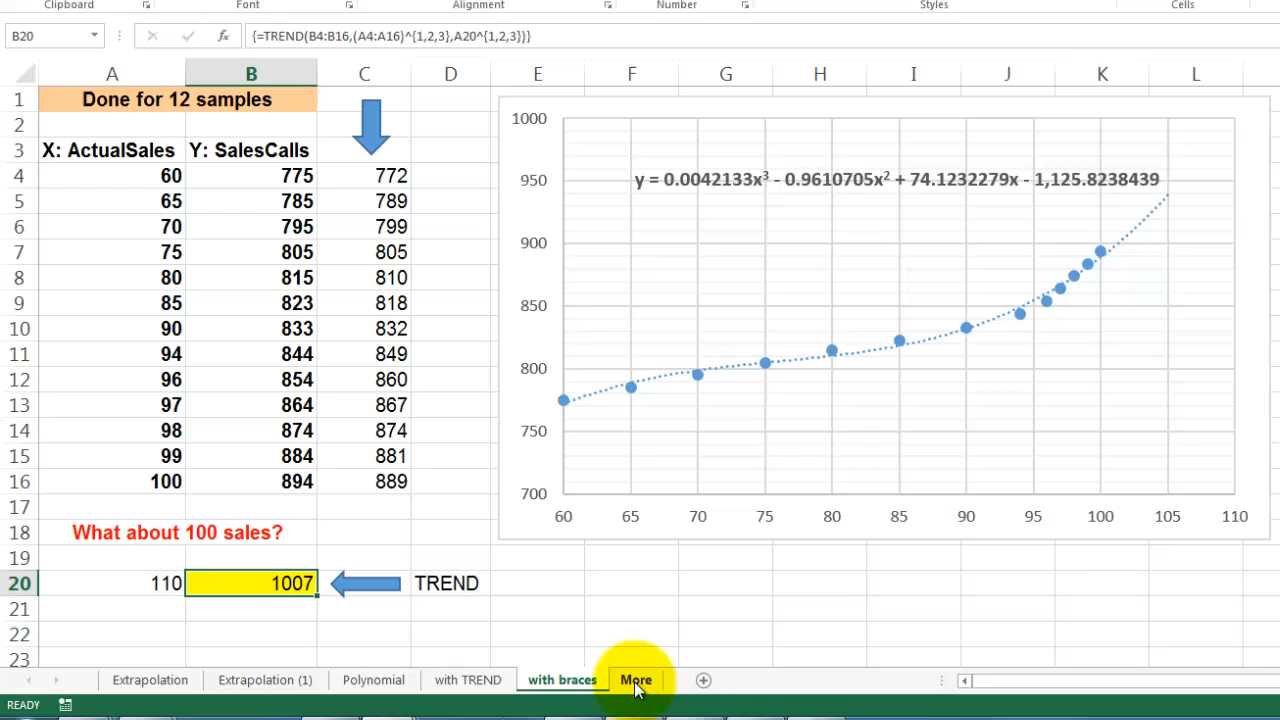 Clipboard Font Alignment Number Styles Cells
B20 {=TREND(B4:B16,(A4:A16)^{1,2,3},A20^{1,2,3})}
A B C D E F G H I J K L
1 Done for 12 samples
2
3 X: ActualSales Y: SalesCalls
4 60 775 772
5 65 785 789
6 70 795 799
7 75 805 805
8 80 815 810
9 85 823 818
10 90 833 832
11 94 844 849
12 96 854 860
13 97 864 867
14 98 874 874
15 99 884 881
16 100 894 889
17
18 What about 100 sales?
19
20 110 1007 TREND
21
22
23
1000
y = 0.0042133x³ - 0.9610705x² + 74.1232279x - 1,125.8238439
950
900
850
800
750
700
60 65 70 75 80 85 90 95 100 105 110
Extrapolation Extrapolation (1) Polynomial with TREND with braces More
READY